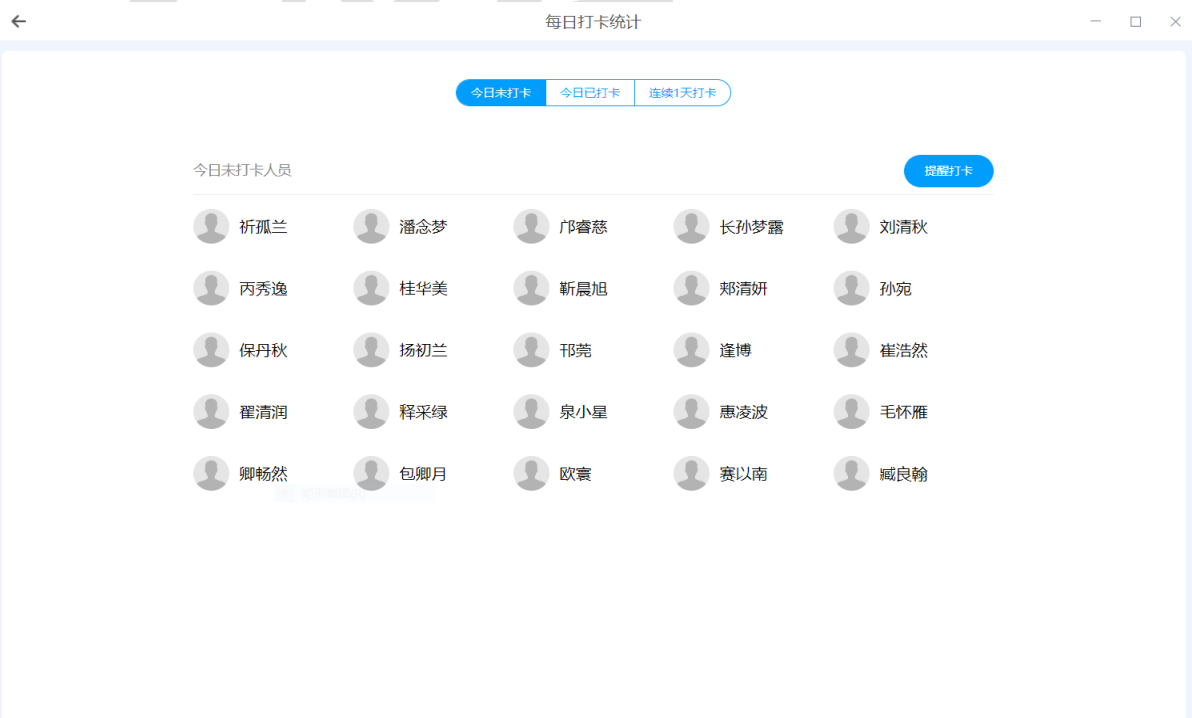 每日打卡统计
今日未打卡 今日已打卡 连续1天打卡
今日未打卡人员 提醒打卡
祈孤兰 潘念梦 邝睿慈 长孙梦露 刘清秋
丙秀逸 桂华美 靳晨旭 郏清妍 孙宛
保丹秋 扬初兰 邗莞 逄博 崔浩然
翟清润 释采绿 泉小星 惠凌波 毛怀雁
卿畅然 包卿月 欧寰 赛以南 臧良翰